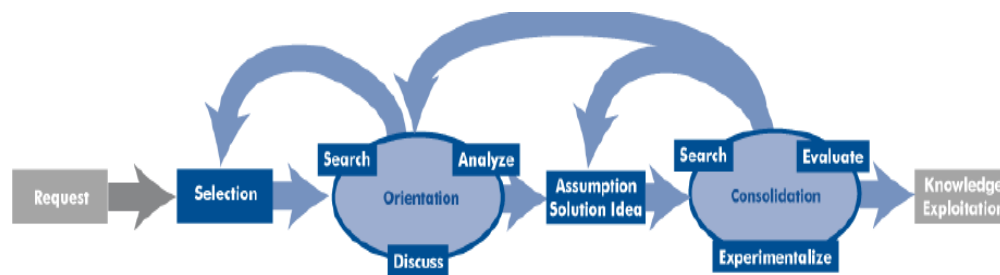 Request
Selection
Search
Analyze
Orientation
Discuss
Assumption
Solution Idea
Search
Evaluate
Consolidation
Experimentalize
Knowledge
Exploitation